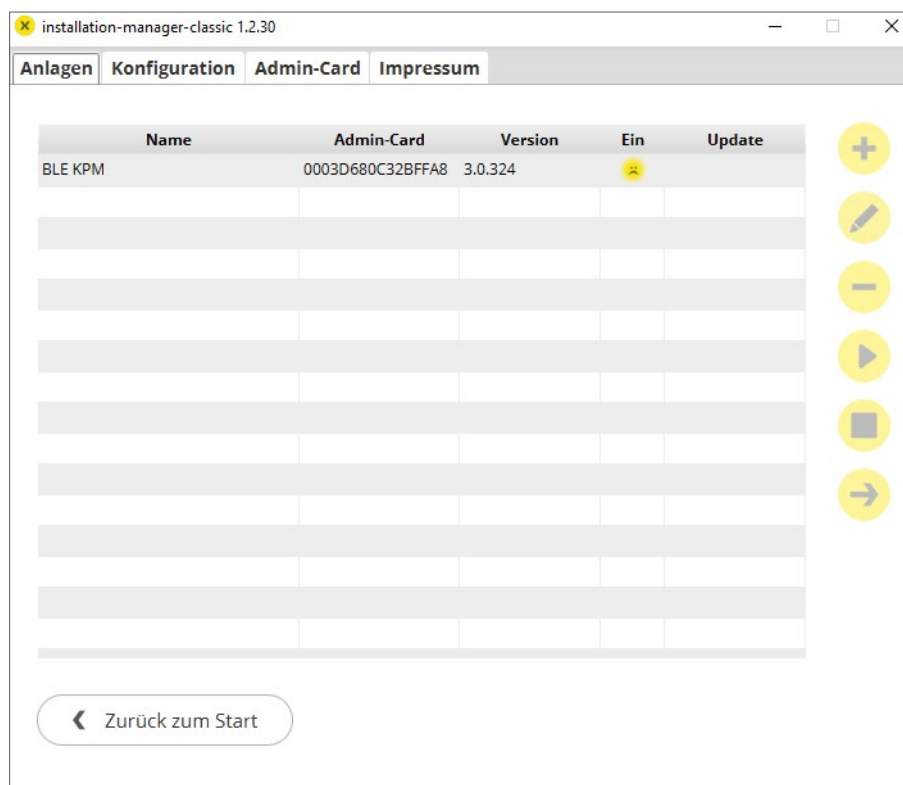 installation-manager-classic 1.2.30
Anlagen Konfiguration Admin-Card Impressum
Name Admin-Card Version Ein Update
BLE KPM 0003D680C32BFFA8 3.0.324
Zurück zum Start